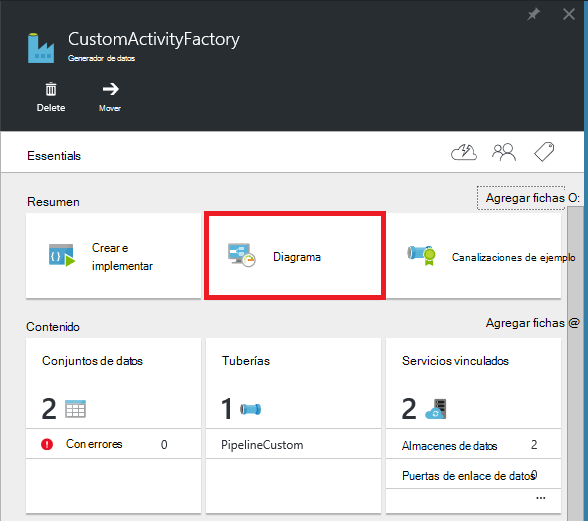 CustomActivityFactory
Generador de datos
Delete
Mover
Essentials
Resumen
Agregar fichas O:
Crear e
implementar
Diagrama
Canalizaciones de ejemplo
Contenido
Agregar fichas @
Conjuntos de datos
Tuberías
Servicios vinculados
2
1
2
Con errores 0
PipelineCustom
Almacenes de datos 2
Puertas de enlace de datos 0
...